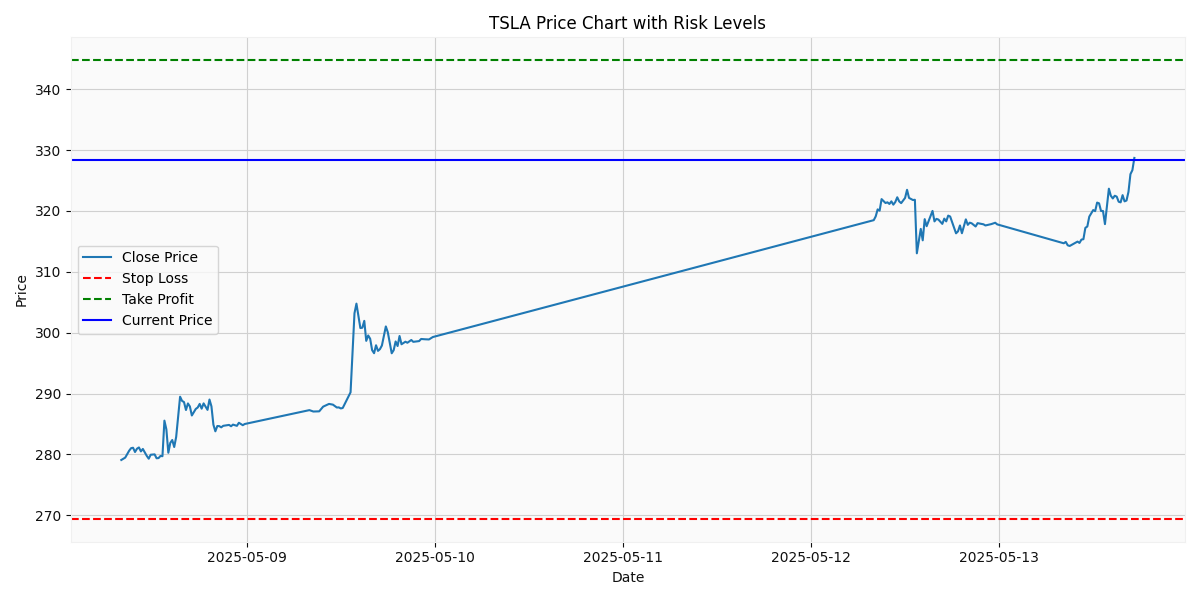 TSLA Price Chart with Risk Levels
Price
340
330
320
310
300
290
280
270
Close Price
Stop Loss
Take Profit
Current Price
2025-05-09
2025-05-10
2025-05-11
2025-05-12
2025-05-13
Date